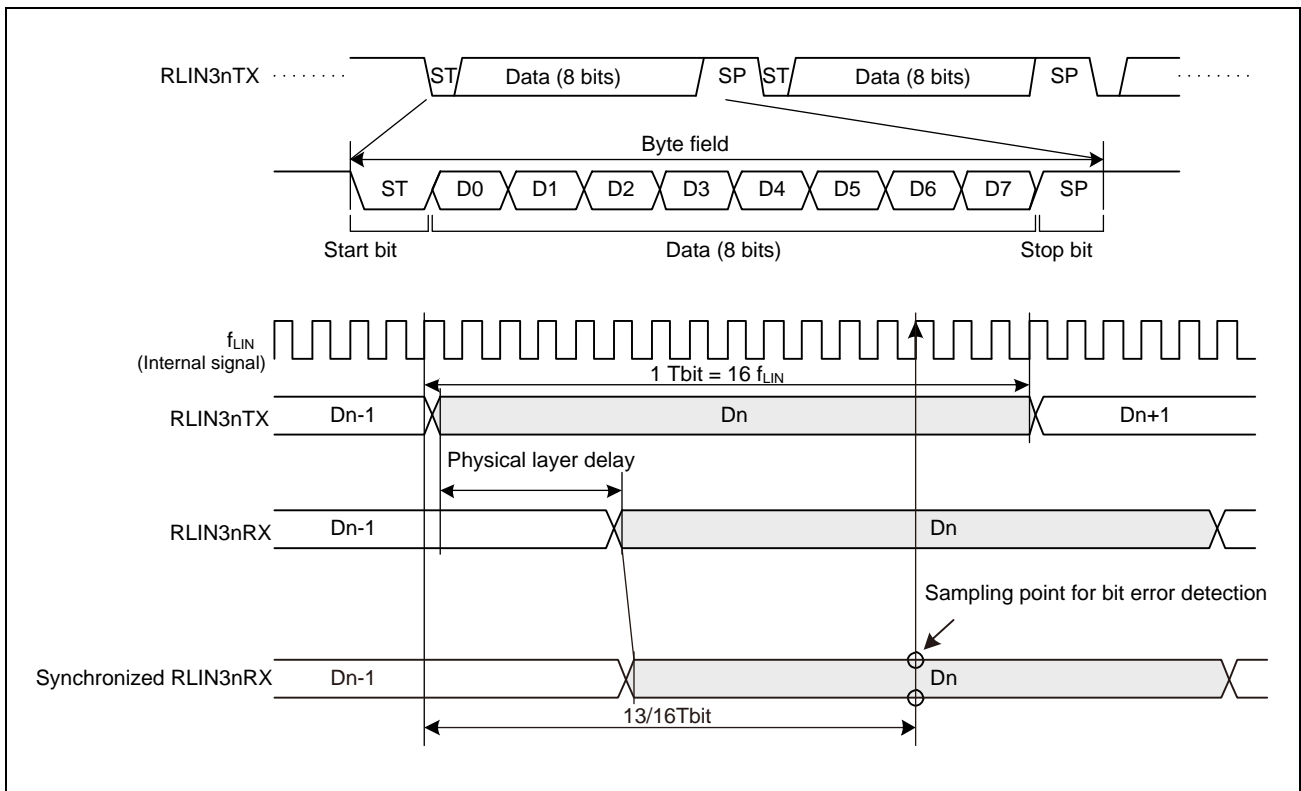 RLIN3nTX ST Data (8 bits) SP ST Data (8 bits) SP
Byte field
ST D0 D1 D2 D3 D4 D5 D6 D7 SP
Start bit Data (8 bits) Stop bit
fLIN
(Internal signal)
1 Tbit = 16 fLIN
RLIN3nTX Dn-1 Dn Dn+1
Physical layer delay
RLIN3nRX Dn-1 Dn
Sampling point for bit error detection
Synchronized RLIN3nRX Dn-1 Dn
13/16Tbit